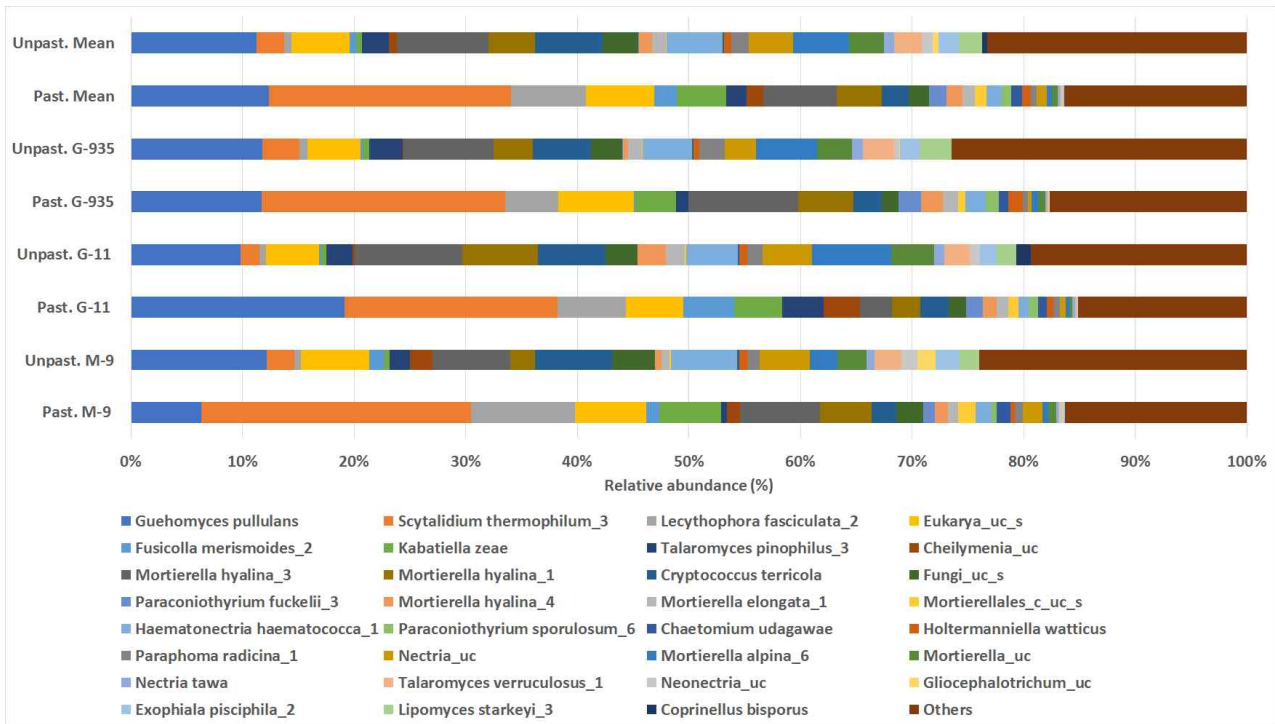 Unpast. Mean
Past. Mean
Unpast. G-935
Past. G-935
Unpast. G-11
Past. G-11
Unpast. M-9
Past. M-9
0% 10% 20% 30% 40% 50% 60% 70% 80% 90% 100%
Relative abundance (%)
Guehomyces pullulans Scytalidium thermophilum_3 Lecythophora fasciculata_2 Eukarya_uc_s
Fusicolla merismoides_2 Kabatiella zeae Talaromyces pinophilus_3 Cheilymenia_uc
Mortierella hyalina_3 Mortierella hyalina_1 Cryptococcus terricola Fungi_uc_s
Paraconiothyrium fuckelii_3 Mortierella hyalina_4 Mortierella elongata_1 Mortierellales_c_uc_s
Haematonectria haematococca_1 Paraconiothyrium sporulosum_6 Chaetomium udagawae Holtermanniella watticus
Paraphoma radicina_1 Nectria_uc Mortierella alpina_6 Mortierella_uc
Nectria tawa Talaromyces verruculosus_1 Neonectria_uc Gliocephalotrichum_uc
Exophiala pisciphila_2 Lipomyces starkeyi_3 Coprinellus bisporus Others